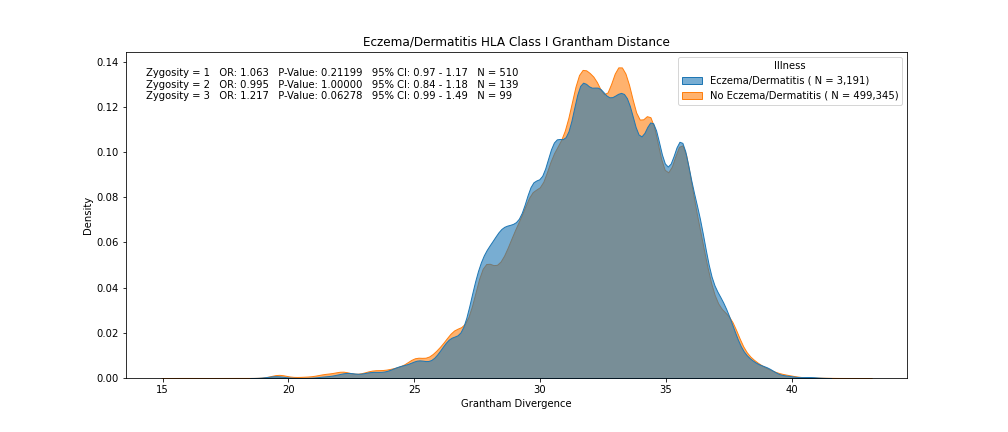 Eczema/Dermatitis HLA Class I Grantham Distance
Zygosity = 1 OR: 1.063 P-Value: 0.21199 95% CI: 0.97 - 1.17 N = 510
Zygosity = 2 OR: 0.995 P-Value: 1.00000 95% CI: 0.84 - 1.18 N = 139
Zygosity = 3 OR: 1.217 P-Value: 0.06278 95% CI: 0.99 - 1.49 N = 99
Illness
Eczema/Dermatitis ( N = 3,191)
No Eczema/Dermatitis ( N = 499,345)
Density
0.14
0.12
0.10
0.08
0.06
0.04
0.02
0.00
15 20 25 30 35 40
Grantham Divergence